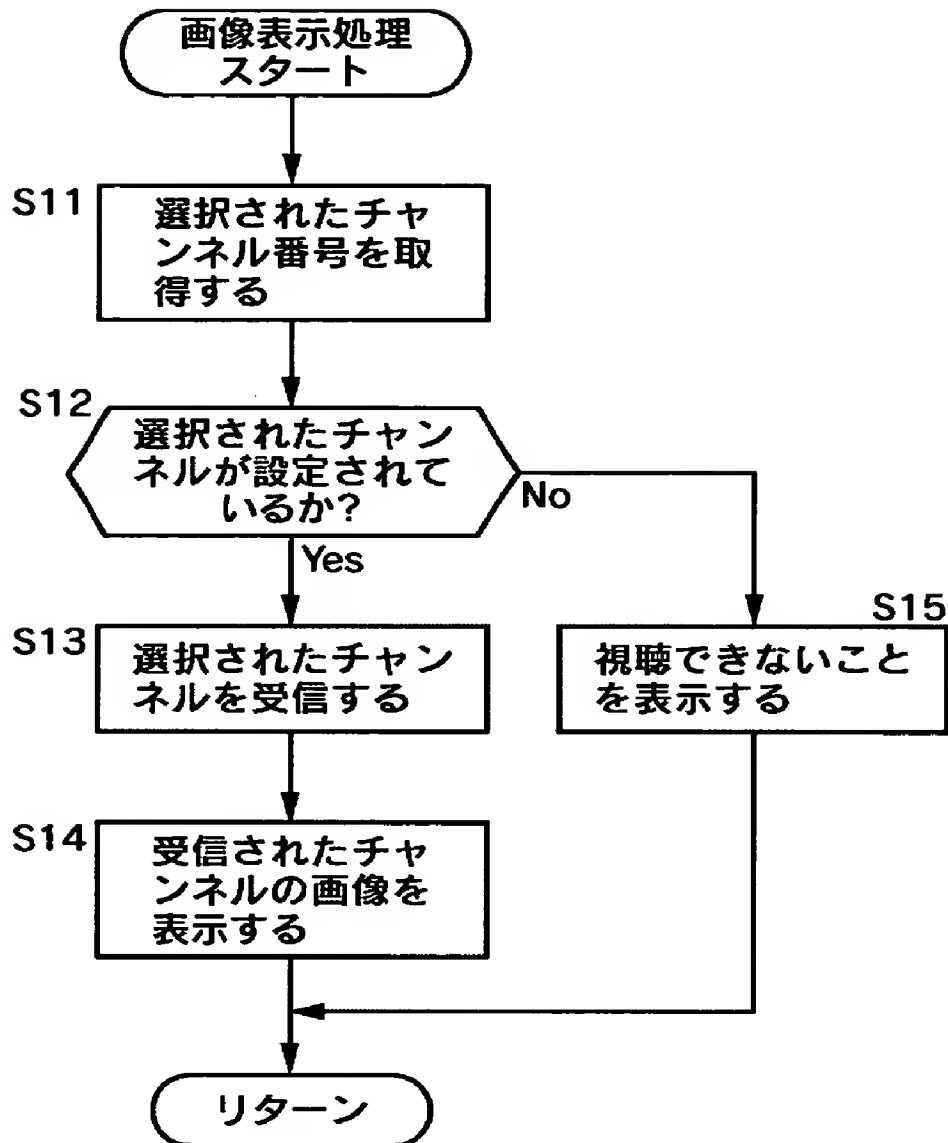 画像表示処理
スタート
S11
選択されたチャ
ンネル番号を取
得する
S12
選択されたチャン
ネルが設定されて
いるか?
No
Yes
S13
選択されたチャン
ネルを受信する
S15
視聴できないこと
を表示する
S14
受信されたチャ
ンネルの画像を
表示する
リターン